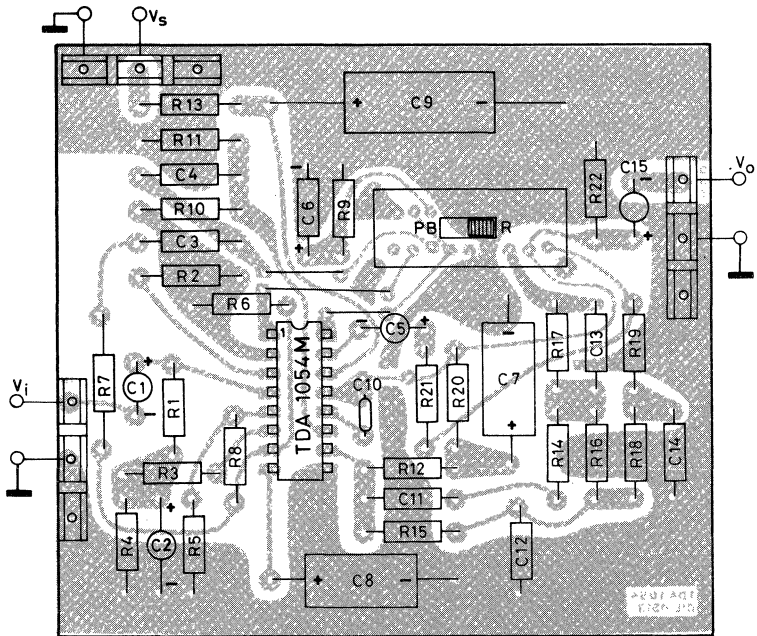 Vs
R13
+ C9 -
R11
C4
R10
C3
R2
R6
- C6 +
R9
PB R
R22
C15
-
+
Vo
1
TDA 1054M
- C5 +
R7
C1
+
-
R1
Vi
R3
R8
C10
R21
R20
- C7 +
R17
C13
R19
R12
C11
R15
R14
R16
R18
C14
R4
+
C2
-
R5
+ C8 -
C12
TDA 1054